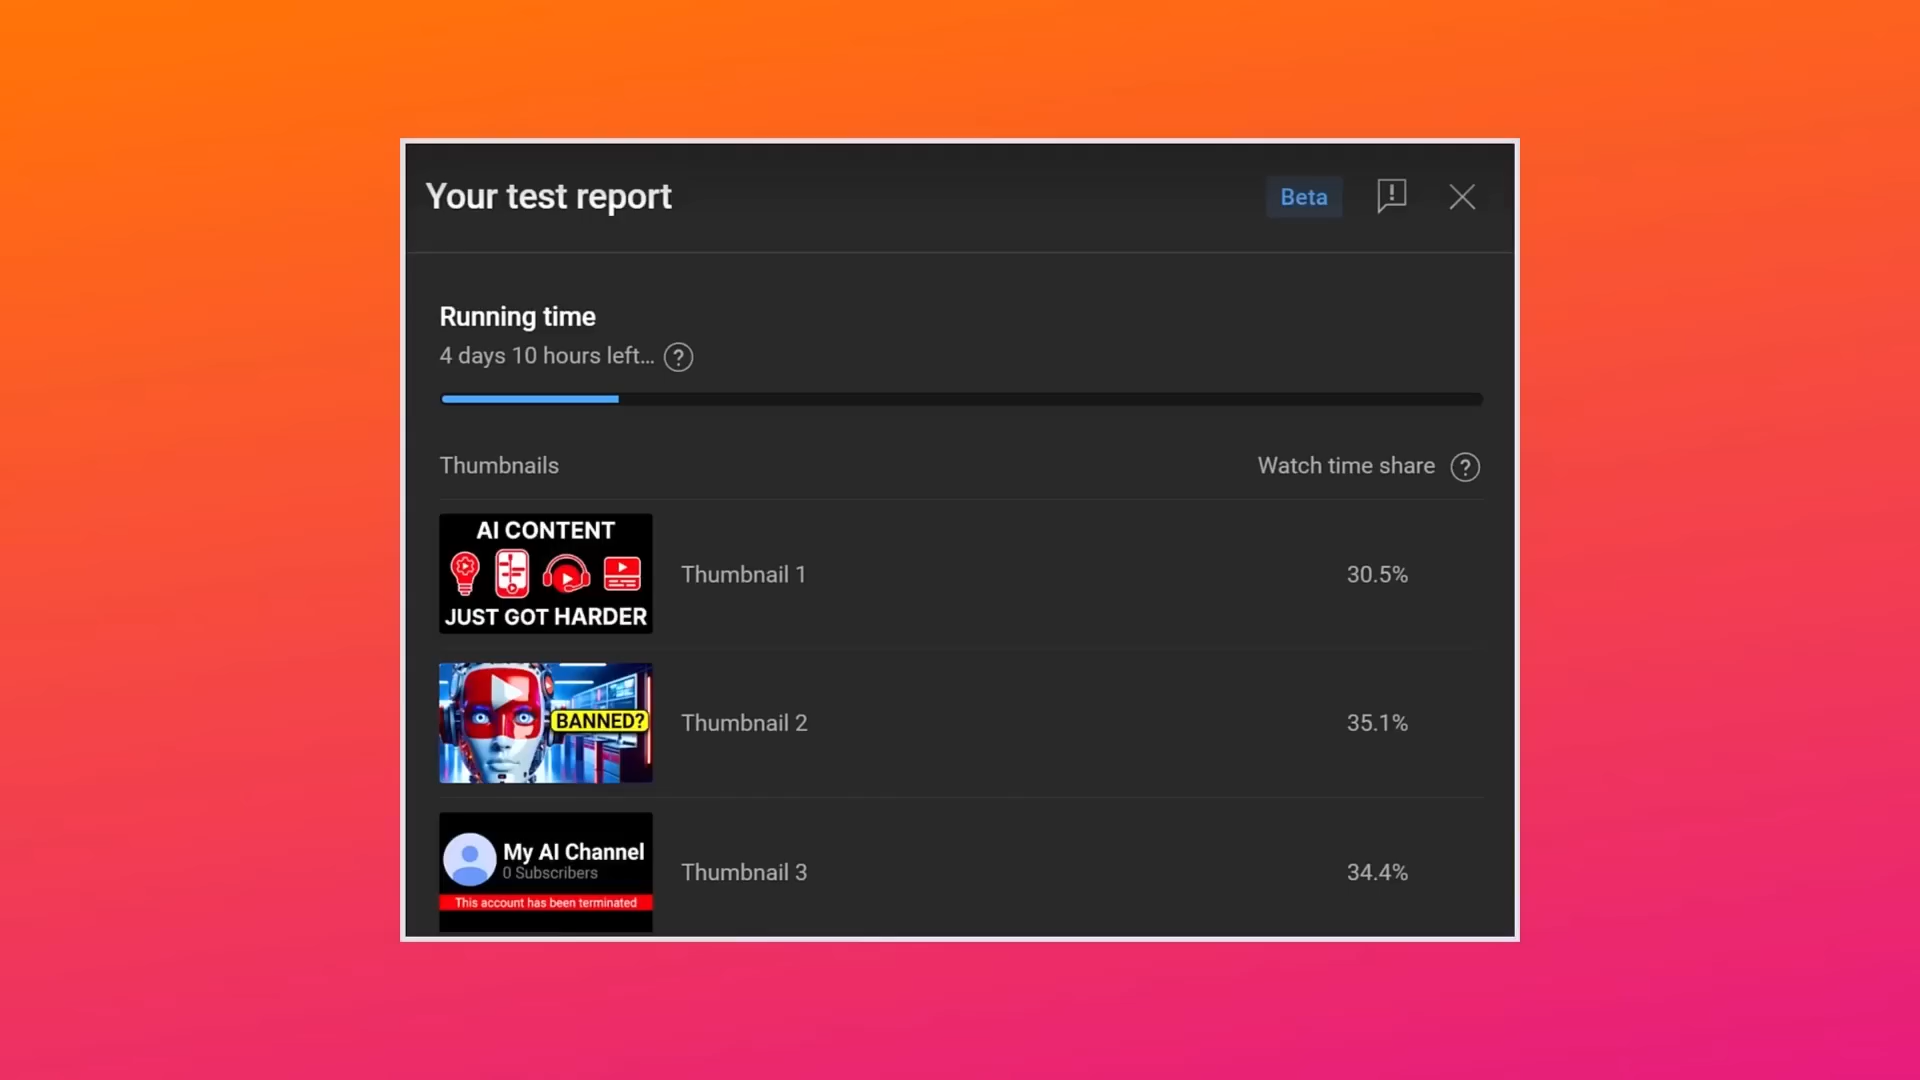 Your test report
Beta
Running time
4 days 10 hours left...
Thumbnails
Watch time share
AI CONTENT
JUST GOT HARDER
Thumbnail 1
30.5%
BANNED?
Thumbnail 2
35.1%
My AI Channel
0 Subscribers
This account has been terminated
Thumbnail 3
34.4%